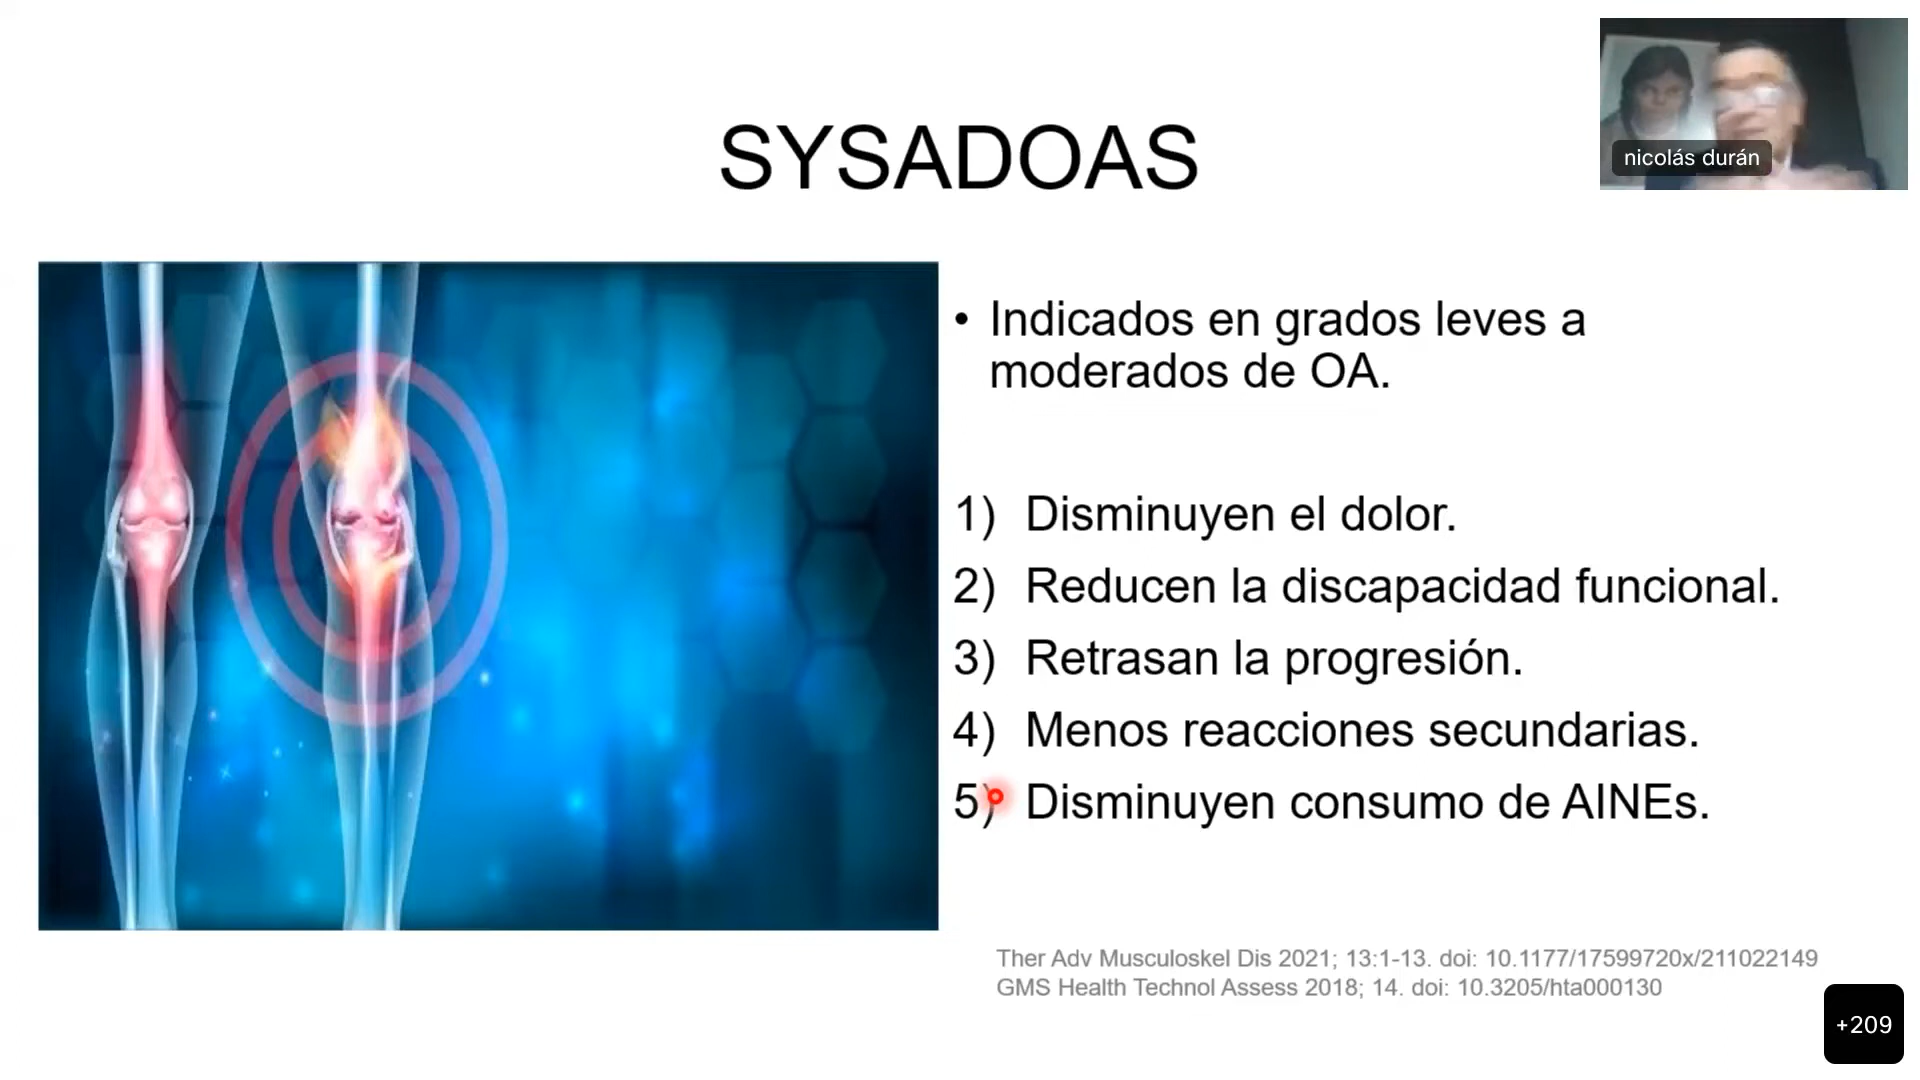 nicolás durán
SYSADOAS
• Indicados en grados leves a
moderados de OA.
1) Disminuyen el dolor.
2) Reducen la discapacidad funcional.
3) Retrasan la progresión.
4) Menos reacciones secundarias.
5) Disminuyen consumo de AINEs.
Ther Adv Musculoskel Dis 2021; 13:1-13. doi: 10.1177/17599720x/211022149
GMS Health Technol Assess 2018; 14. doi: 10.3205/hta000130
+209